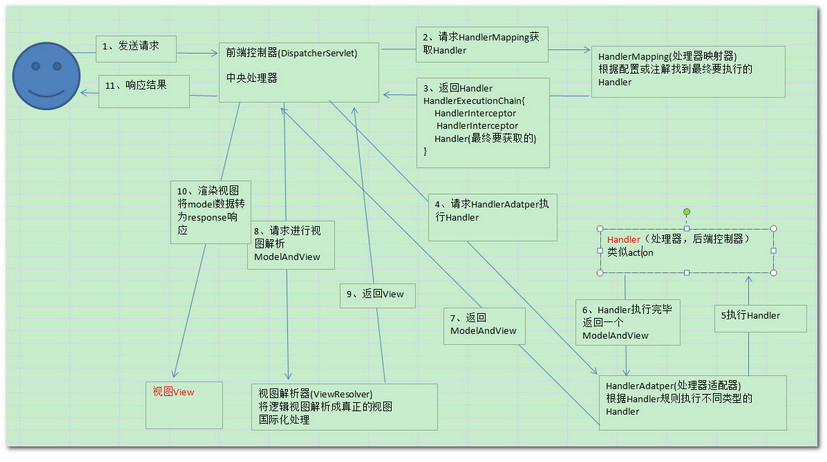 1、发送请求
前端控制器(DispatcherServlet)
中央处理器
2、请求HandlerMapping获
取Handler
HandlerMapping(处理器映射器)
根据配置或注解找到最终要执行的
Handler
11、响应结果
3、返回Handler
HandlerExecutionChain{
HandlerInterceptor
HandlerInterceptor
Handler(最终要获取的)
}
10、渲染视图
将model数据转
为response响
应
8、请求进行视
图解析
ModelAndView
4、请求HandlerAdatper执
行Handler
Handler（处理器，后端控制器）
类似action
9、返回View
7、返回
ModelAndView
6、Handler执行完毕
返回一个
ModelAndView
5执行Handler
视图View
视图解析器(ViewResolver)
将逻辑视图解析成真正的视图
国际化处理
HandlerAdatper(处理器适配器)
根据Handler规则执行不同类型的
Handler